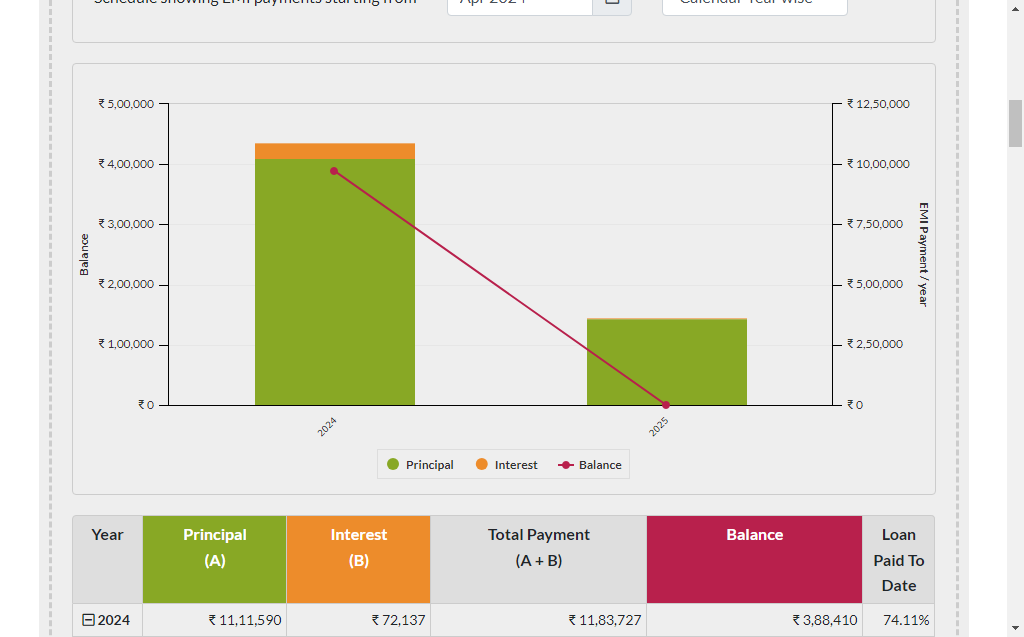 Schedule showing EMI payments starting from Apr 2024 Calendar Year wise
₹ 5,00,000
₹ 4,00,000
₹ 3,00,000
₹ 2,00,000
₹ 1,00,000
₹ 0
Balance
₹ 12,50,000
₹ 10,00,000
₹ 7,50,000
₹ 5,00,000
₹ 2,50,000
₹ 0
EMI Payment / year
2024
2025
Principal
Interest
Balance
Year
Principal
(A)
Interest
(B)
Total Payment
(A + B)
Balance
Loan
Paid To
Date
2024 ₹ 11,11,590 ₹ 72,137 ₹ 11,83,727 ₹ 3,88,410 74.11%